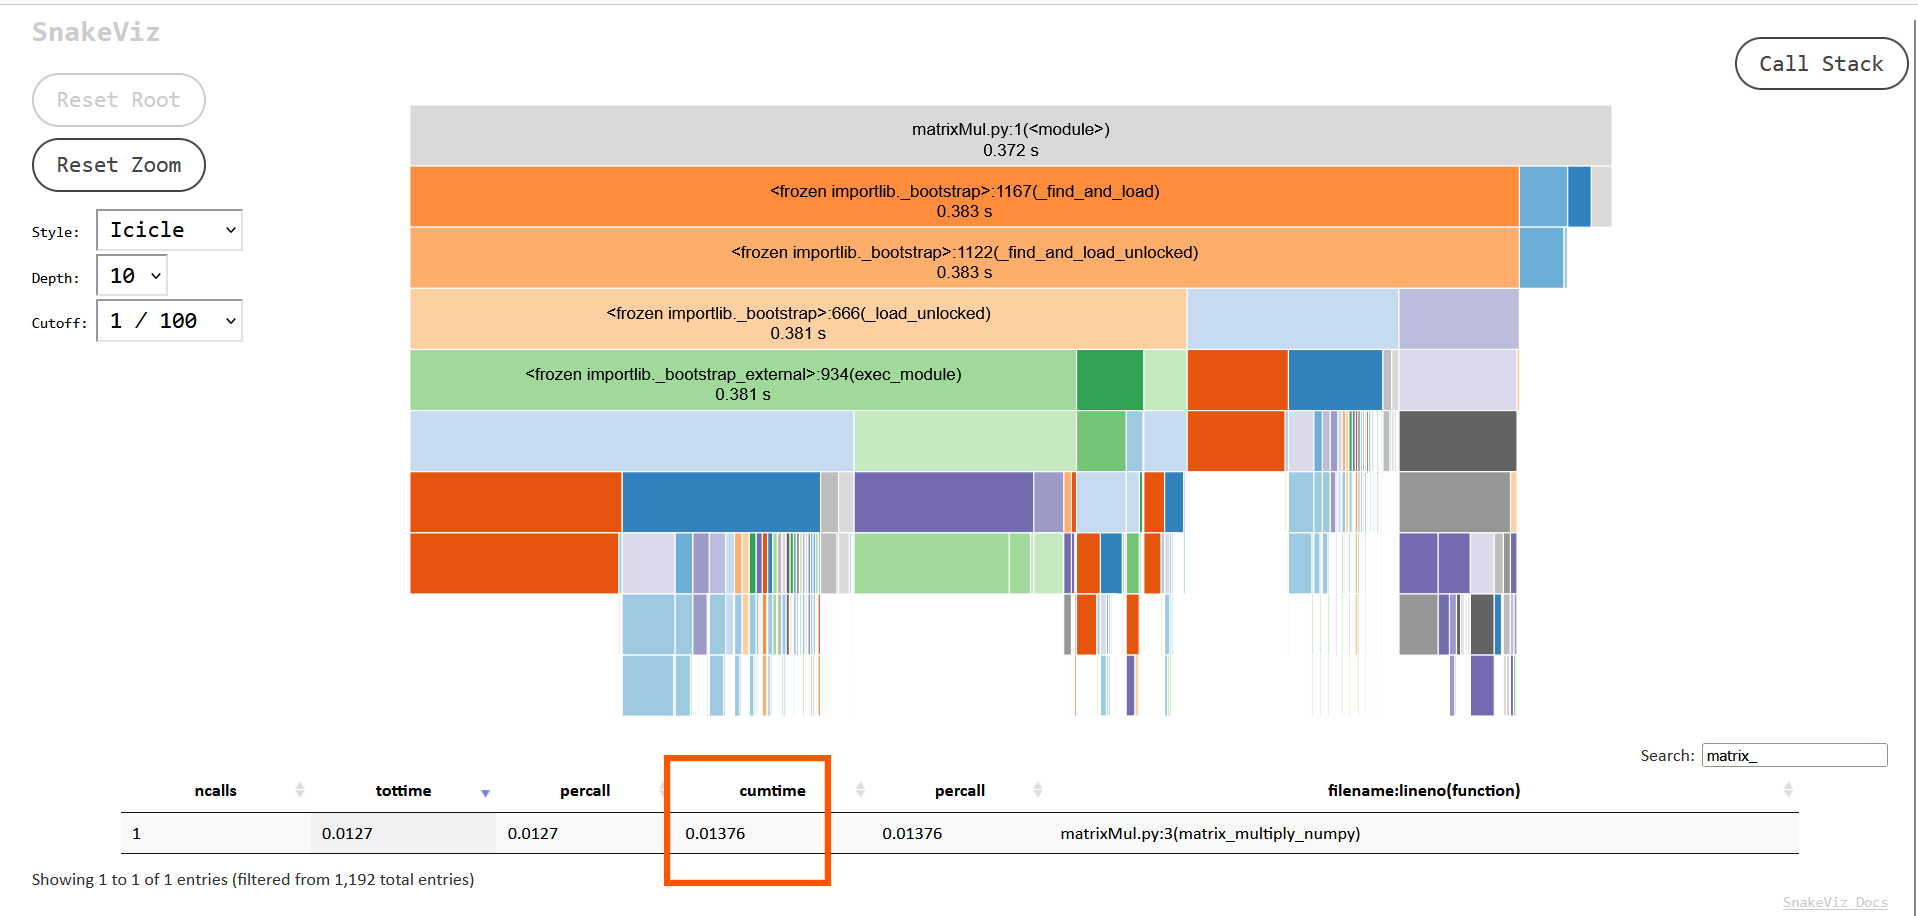 SnakeViz
Reset Root
Call Stack
Reset Zoom
Style: Icicle
Depth: 10
Cutoff: 1 / 100
matrixMul.py:1(<module>)
0.372 s
<frozen importlib._bootstrap>:1167(_find_and_load)
0.383 s
<frozen importlib._bootstrap>:1122(_find_and_load_unlocked)
0.383 s
<frozen importlib._bootstrap>:666(_load_unlocked)
0.381 s
<frozen importlib._bootstrap_external>:934(exec_module)
0.381 s
Search: matrix_
ncalls tottime percall cumtime percall filename:lineno(function)
1 0.0127 0.0127 0.01376 0.01376 matrixMul.py:3(matrix_multiply_numpy)
Showing 1 to 1 of 1 entries (filtered from 1,192 total entries)
SnakeViz Docs